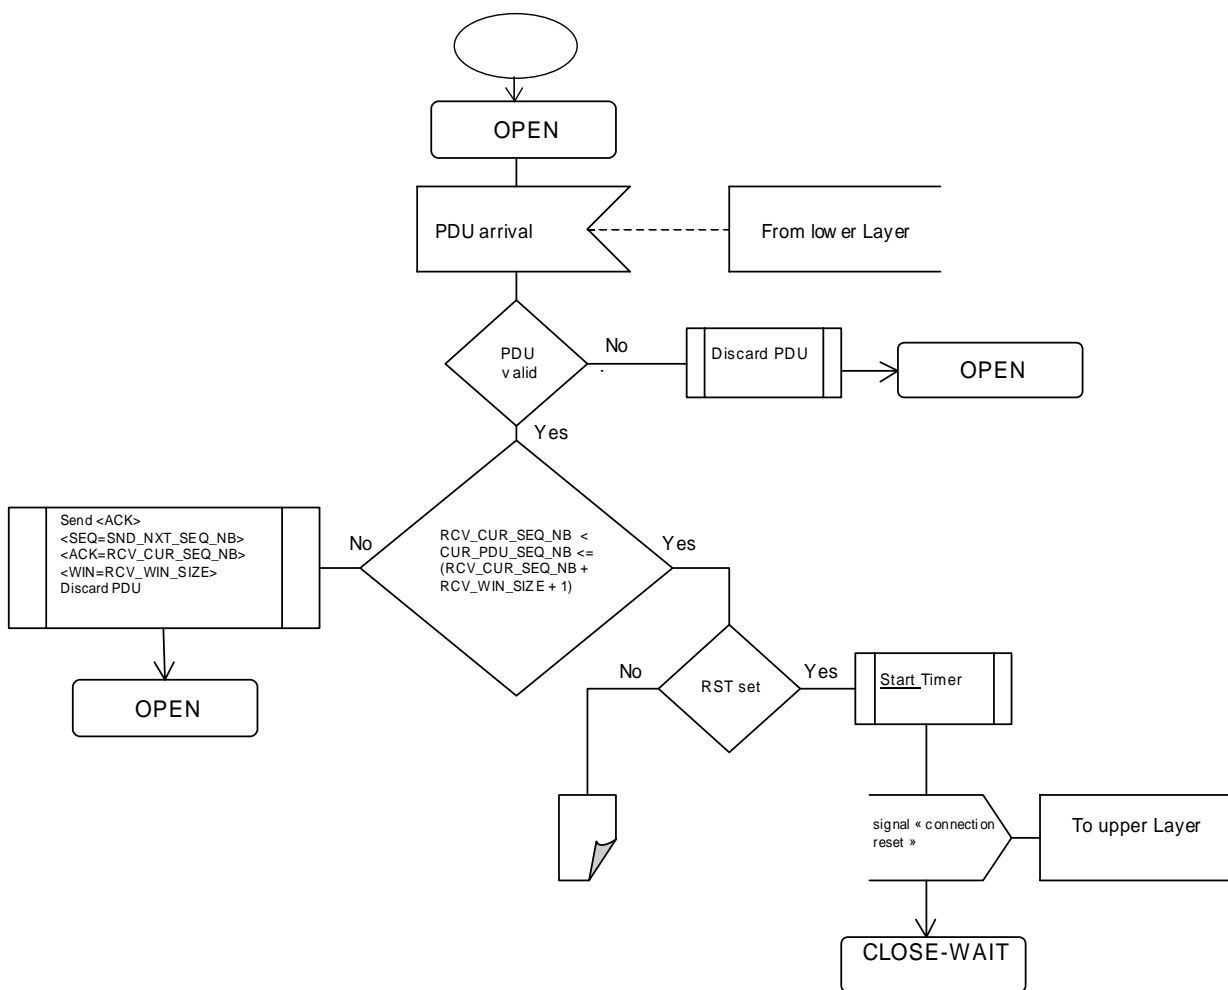 OPEN
PDU arrival
From lower Layer
PDU
valid
No
Discard PDU
OPEN
Yes
Send <ACK>
<SEQ=SND_NXT_SEQ_NB>
<ACK=RCV_CUR_SEQ_NB>
<WIN=RCV_WIN_SIZE>
Discard PDU
No
RCV_CUR_SEQ_NB <
CUR_PDU_SEQ_NB <=
(RCV_CUR_SEQ_NB +
RCV_WIN_SIZE + 1)
Yes
OPEN
No
RST set
Yes
Start Timer
signal « connection
reset »
To upper Layer
CLOSE-WAIT